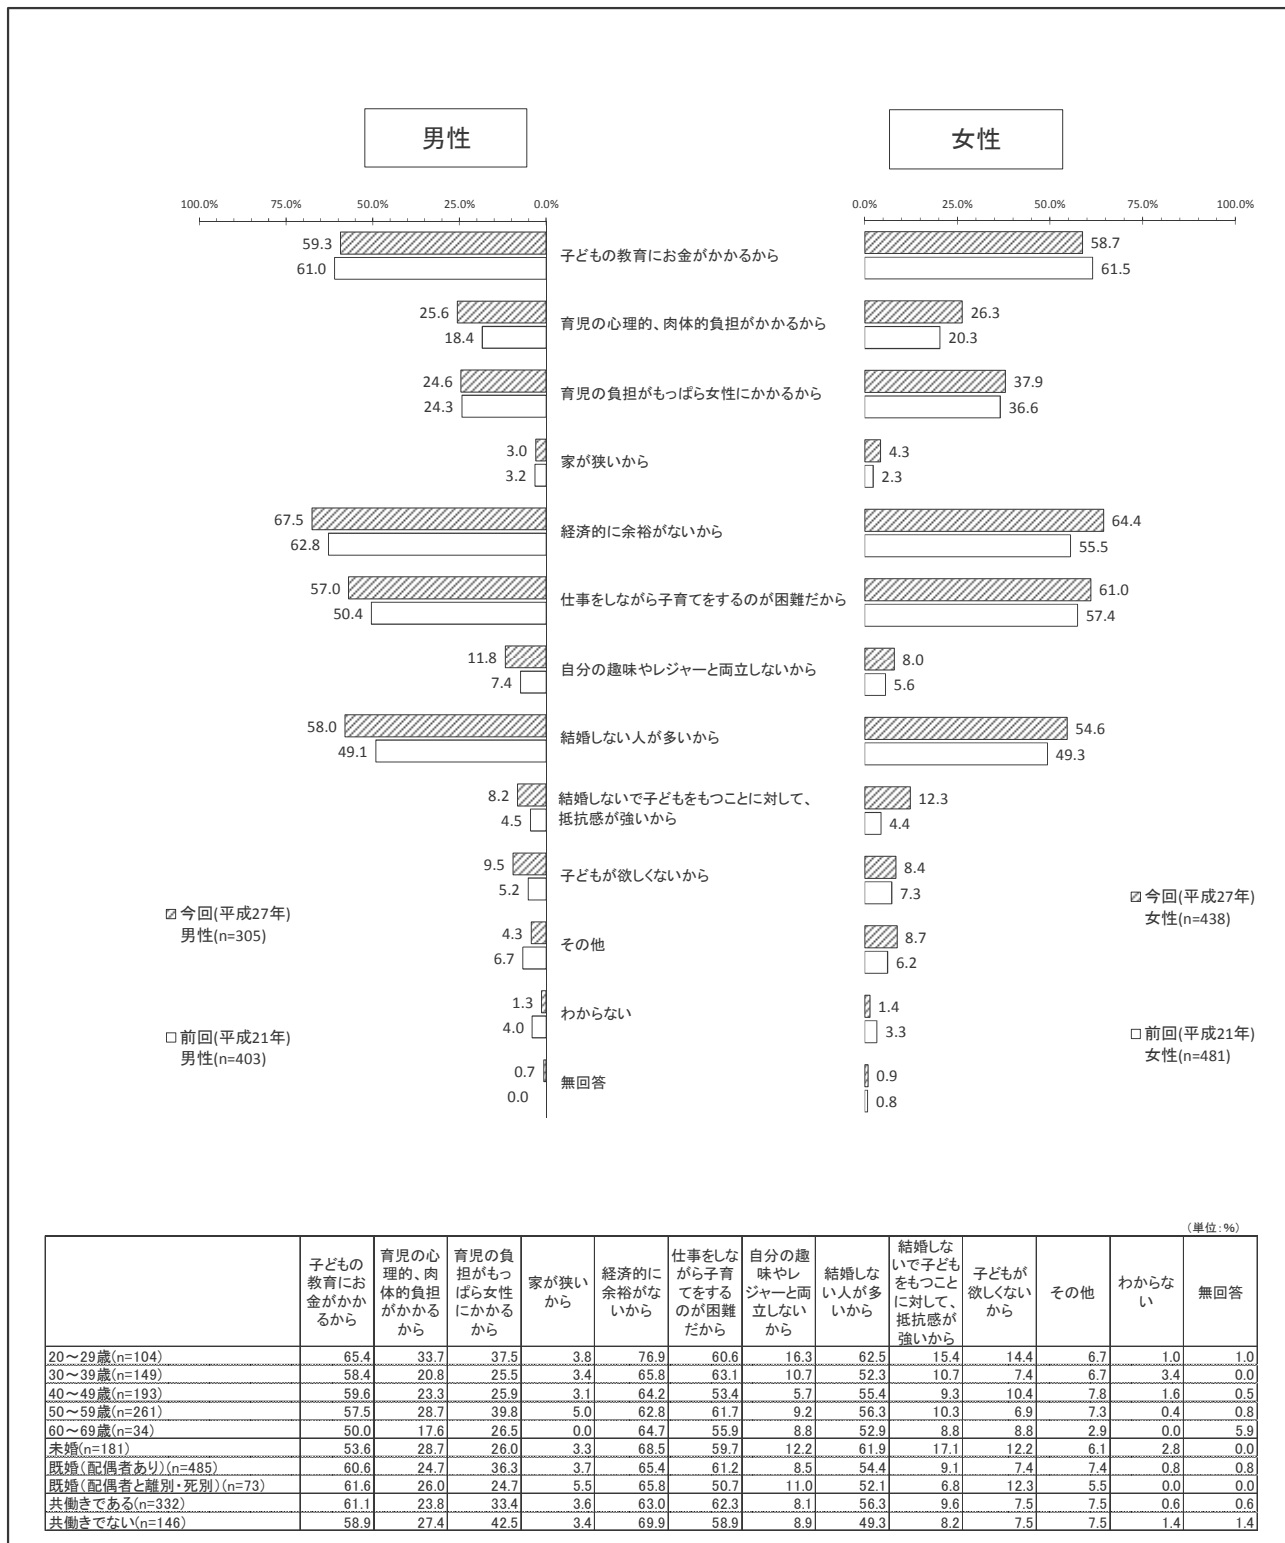 男性
女性
100.0% 75.0% 50.0% 25.0% 0.0%
0.0% 25.0% 50.0% 75.0% 100.0%
59.3 子どもの教育にお金がかかるから 58.7
61.0 61.5
25.6 育児の心理的、肉体的負担がかかるから 26.3
18.4 20.3
24.6 育児の負担がもっぱら女性にかかるから 37.9
24.3 36.6
3.0 家が狭いから 4.3
3.2 2.3
67.5 経済的に余裕がないから 64.4
62.8 55.5
57.0 仕事をしながら子育てをするのが困難だから 61.0
50.4 57.4
11.8 自分の趣味やレジャーと両立しないから 8.0
7.4 5.6
58.0 結婚しない人が多いから 54.6
49.1 49.3
8.2 結婚しないで子どもをもつことに対して、 12.3
4.5 抵抗感が強いから 4.4
9.5 子どもが欲しくないから 8.4
5.2 7.3
今回(平成27年)
男性(n=305)
今回(平成27年)
女性(n=438)
4.3 その他 8.7
6.7 6.2
1.3 わからない 1.4
4.0 3.3
前回(平成21年)
男性(n=403)
前回(平成21年)
女性(n=481)
0.7 無回答 0.9
0.0 0.8
(単位:%)
子どもの
教育にお
金がかか
るから
育児の心
理的、肉
体的負担
がかかる
から
育児の負
担がもっ
ぱら女性
にかかる
から
家が狭い
から
経済的に
余裕がな
いから
仕事をしな
がら子育
てをする
のが困難
だから
自分の趣
味やレ
ジャーと両
立しない
から
結婚しな
い人が多
いから
結婚しな
いで子ども
をもつこと
に対して、
抵抗感が
強いから
子どもが
欲しくない
から
その他
わからな
い
無回答
20～29歳(n=104) 65.4 33.7 37.5 3.8 76.9 60.6 16.3 62.5 15.4 14.4 6.7 1.0 1.0
30～39歳(n=149) 58.4 20.8 25.5 3.4 65.8 63.1 10.7 52.3 10.7 7.4 6.7 3.4 0.0
40～49歳(n=193) 59.6 23.3 25.9 3.1 64.2 53.4 5.7 55.4 9.3 10.4 7.8 1.6 0.5
50～59歳(n=261) 57.5 28.7 39.8 5.0 62.8 61.7 9.2 56.3 10.3 6.9 7.3 0.4 0.8
60～69歳(n=34) 50.0 17.6 26.5 0.0 64.7 55.9 8.8 52.9 8.8 8.8 2.9 0.0 5.9
未婚(n=181) 53.6 28.7 26.0 3.3 68.5 59.7 12.2 61.9 17.1 12.2 6.1 2.8 0.0
既婚(配偶者あり)(n=485) 60.6 24.7 36.3 3.7 65.4 61.2 8.5 54.4 9.1 7.4 7.4 0.8 0.8
既婚(配偶者と離別・死別)(n=73) 61.6 26.0 24.7 5.5 65.8 50.7 11.0 52.1 6.8 12.3 5.5 0.0 0.0
共働きである(n=332) 61.1 23.8 33.4 3.6 63.0 62.3 8.1 56.3 9.6 7.5 7.5 0.6 0.6
共働きでない(n=146) 58.9 27.4 42.5 3.4 69.9 58.9 8.9 49.3 8.2 7.5 7.5 1.4 1.4